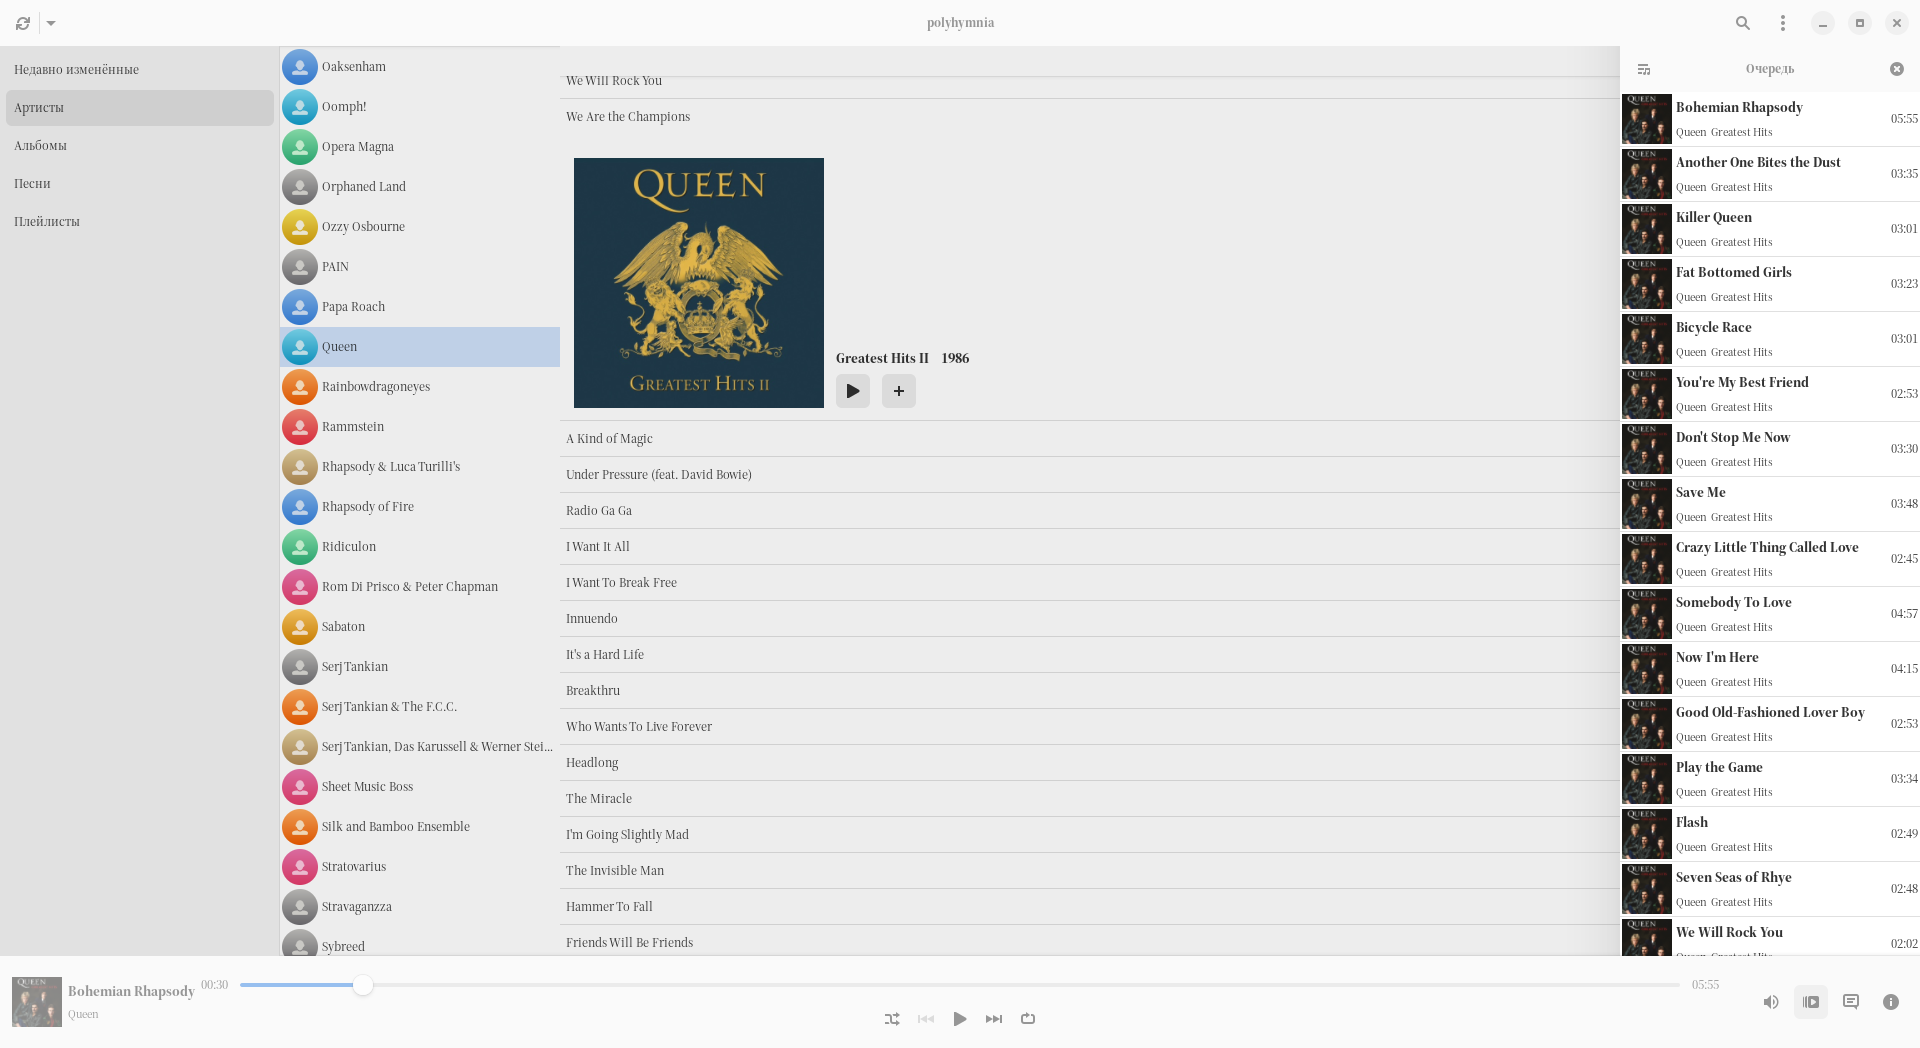 polyhymnia
Недавно изменённые
Артисты
Альбомы
Песни
Плейлисты
Oaksenham
Oomph!
Opera Magna
Orphaned Land
Ozzy Osbourne
PAIN
Papa Roach
Queen
Rainbowdragoneyes
Rammstein
Rhapsody & Luca Turilli's
Rhapsody of Fire
Ridiculon
Rom Di Prisco & Peter Chapman
Sabaton
Serj Tankian
Serj Tankian & The F.C.C.
Serj Tankian, Das Karussell & Werner Stei...
Sheet Music Boss
Silk and Bamboo Ensemble
Stratovarius
Stravaganzza
Sybreed
We Will Rock You
We Are the Champions
QUEEN
GREATEST HITS II
Greatest Hits II 1986
A Kind of Magic
Under Pressure (feat. David Bowie)
Radio Ga Ga
I Want It All
I Want To Break Free
Innuendo
It's a Hard Life
Breakthru
Who Wants To Live Forever
Headlong
The Miracle
I'm Going Slightly Mad
The Invisible Man
Hammer To Fall
Friends Will Be Friends
Очередь
Bohemian Rhapsody
Queen Greatest Hits
05:55
Another One Bites the Dust
Queen Greatest Hits
03:35
Killer Queen
Queen Greatest Hits
03:01
Fat Bottomed Girls
Queen Greatest Hits
03:23
Bicycle Race
Queen Greatest Hits
03:01
You're My Best Friend
Queen Greatest Hits
02:53
Don't Stop Me Now
Queen Greatest Hits
03:30
Save Me
Queen Greatest Hits
03:48
Crazy Little Thing Called Love
Queen Greatest Hits
02:45
Somebody To Love
Queen Greatest Hits
04:57
Now I'm Here
Queen Greatest Hits
04:15
Good Old-Fashioned Lover Boy
Queen Greatest Hits
02:53
Play the Game
Queen Greatest Hits
03:34
Flash
Queen Greatest Hits
02:49
Seven Seas of Rhye
Queen Greatest Hits
02:48
We Will Rock You
Queen Greatest Hits
02:02
Bohemian Rhapsody
Queen
00:30
05:55